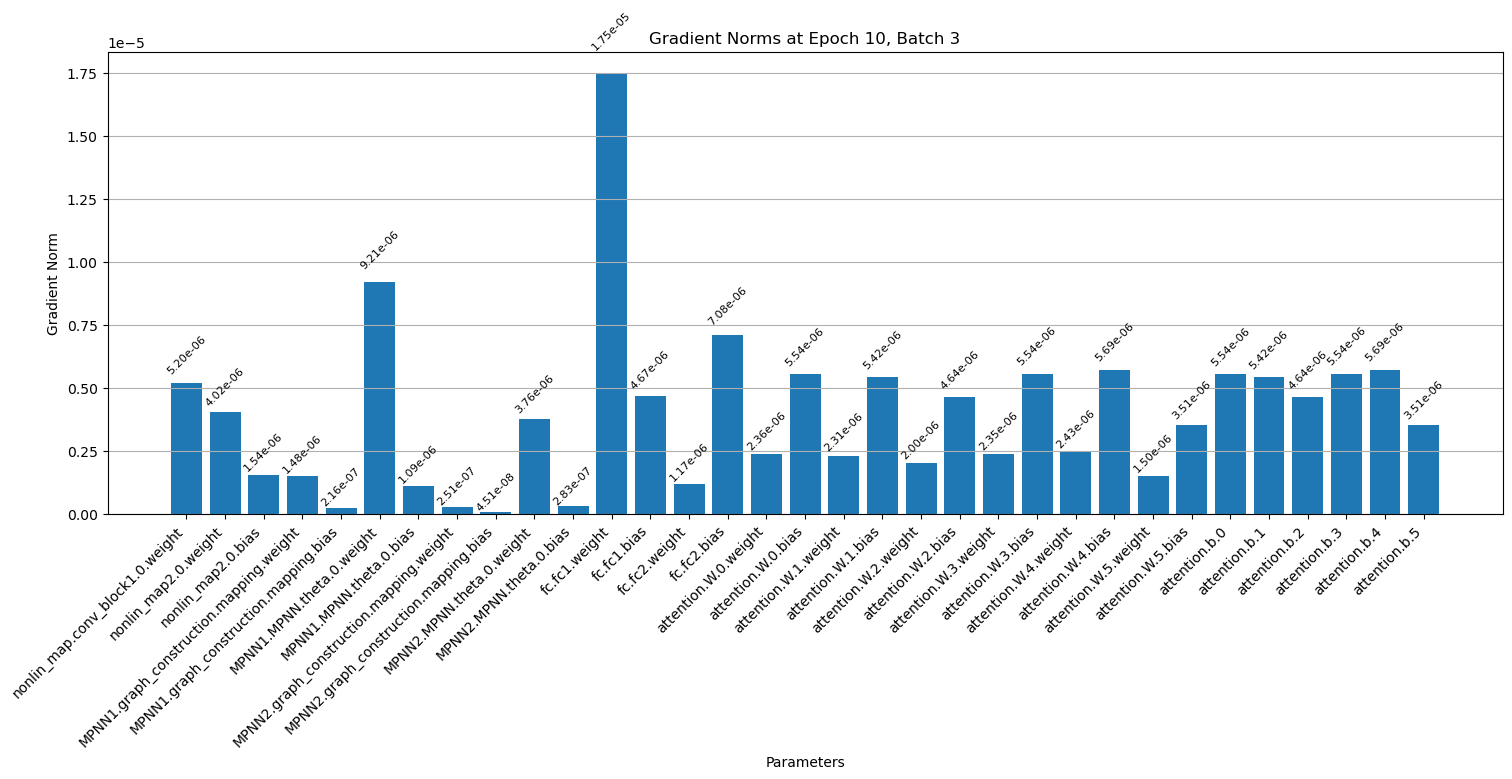 Gradient Norms at Epoch 10, Batch 3
1e−5
1.75
1.50
1.25
1.00
0.75
0.50
0.25
0.00
Gradient Norm
5.20e-06
4.02e-06
1.54e-06
1.48e-06
2.16e-07
9.21e-06
1.09e-06
2.51e-07
4.51e-08
3.76e-06
2.83e-07
1.75e-05
4.67e-06
1.17e-06
7.08e-06
2.36e-06
5.54e-06
2.31e-06
5.42e-06
2.00e-06
4.64e-06
2.35e-06
5.54e-06
2.43e-06
5.69e-06
1.50e-06
3.51e-06
5.54e-06
5.42e-06
4.64e-06
5.54e-06
5.69e-06
3.51e-06
nonlin_map.conv_block1.0.weight
nonlin_map2.0.weight
nonlin_map2.0.bias
MPNN1.graph_construction.mapping.weight
MPNN1.graph_construction.mapping.bias
MPNN1.MPNN.theta.0.weight
MPNN1.MPNN.theta.0.bias
MPNN2.graph_construction.mapping.weight
MPNN2.graph_construction.mapping.bias
MPNN2.MPNN.theta.0.weight
MPNN2.MPNN.theta.0.bias
fc.fc1.weight
fc.fc1.bias
fc.fc2.weight
fc.fc2.bias
attention.W.0.weight
attention.W.0.bias
attention.W.1.weight
attention.W.1.bias
attention.W.2.weight
attention.W.2.bias
attention.W.3.weight
attention.W.3.bias
attention.W.4.weight
attention.W.4.bias
attention.W.5.weight
attention.W.5.bias
attention.b.0
attention.b.1
attention.b.2
attention.b.3
attention.b.4
attention.b.5
Parameters